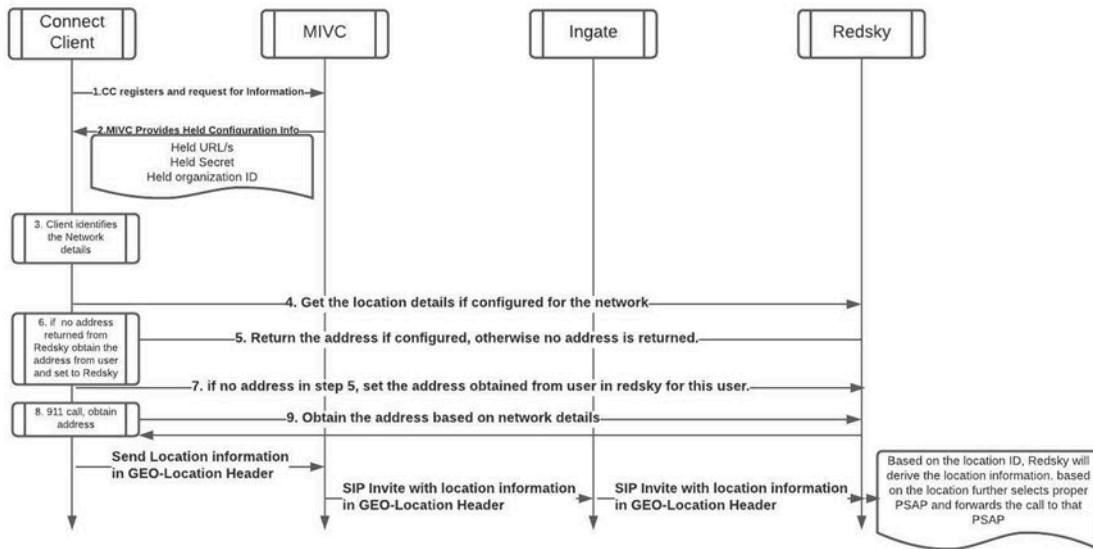 Connect
Client
MIVC
Ingate
Redsky
1.CC registers and request for Information
2.MIVC Provides Held Configuration Info
Held URL/s
Held Secret
Held organization ID
3. Client identifies
the Network
details
4. Get the location details if configured for the network
6. if no address
returned from
Redsky obtain the
address from user
and set to Redsky
5. Return the address if configured, otherwise no address is returned.
7. if no address in step 5, set the address obtained from user in redsky for this user.
8. 911 call, obtain
address
9. Obtain the address based on network details
Send Location information
in GEO-Location Header
SIP Invite with location information
in GEO-Location Header
SIP Invite with location information
in GEO-Location Header
Based on the location ID, Redsky will
derive the location information. based
on the location further selects proper
PSAP and forwards the call to that
PSAP